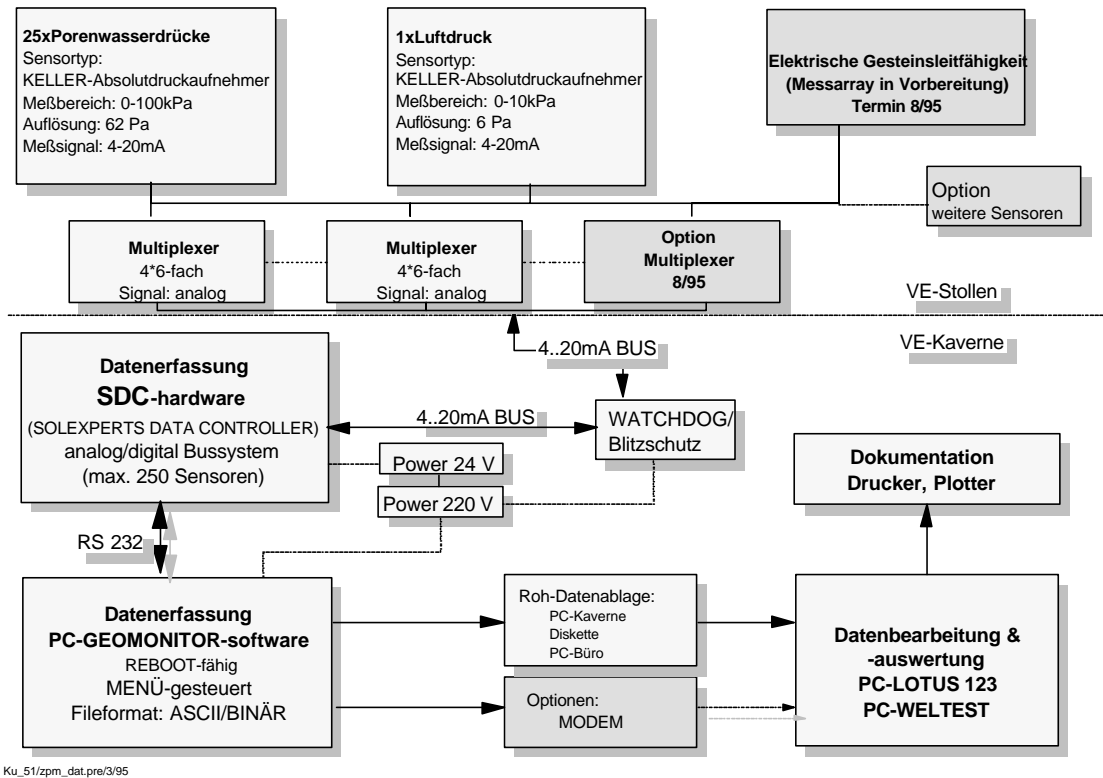 25xPorenwasserdrücke
Sensortyp:
KELLER-Absolutdruckaufnehmer
Meßbereich: 0-100kPa
Auflösung: 62 Pa
Meßsignal: 4-20mA
1xLuftdruck
Sensortyp:
KELLER-Absolutdruckaufnehmer
Meßbereich: 0-10kPa
Auflösung: 6 Pa
Meßsignal: 4-20mA
Elektrische Gesteinsleitfähigkeit
(Messarray in Vorbereitung)
Termin 8/95
Option
weitere Sensoren
Multiplexer
4*6-fach
Signal: analog
Multiplexer
4*6-fach
Signal: analog
Option
Multiplexer
8/95
VE-Stollen
VE-Kaverne
4..20mA BUS
Datenerfassung
SDC-hardware
(SOLEXPERTS DATA CONTROLLER)
analog/digital Bussystem
(max. 250 Sensoren)
4..20mA BUS
WATCHDOG/
Blitzschutz
Power 24 V
Power 220 V
Dokumentation
Drucker, Plotter
RS 232
Datenerfassung
PC-GEOMONITOR-software
REBOOT-fähig
MENÜ-gesteuert
Fileformat: ASCII/BINÄR
Roh-Datenablage:
PC-Kaverne
Diskette
PC-Büro
Optionen:
MODEM
Datenbearbeitung &
-auswertung
PC-LOTUS 123
PC-WELTEST
Ku_51/zpm_dat.pre/3/95